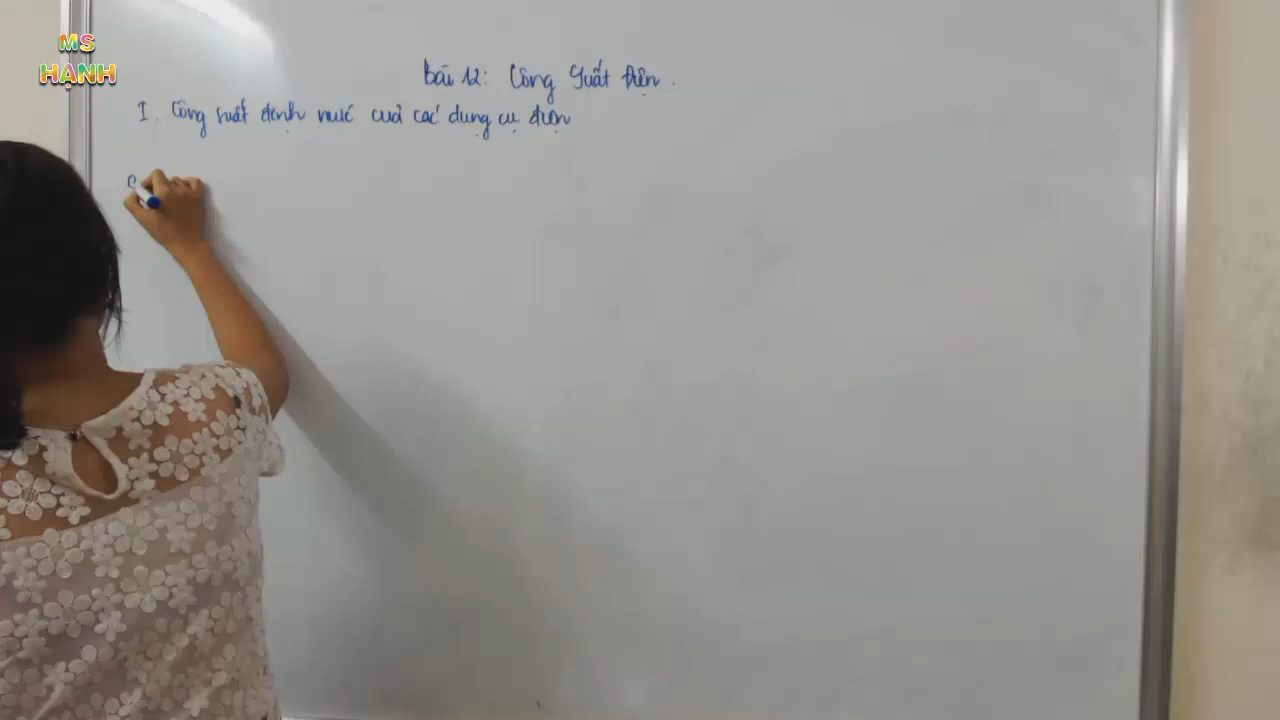 MS
HẠNH
Bài 12: Công suất điện.
I. Công suất định mức của các dụng cụ điện